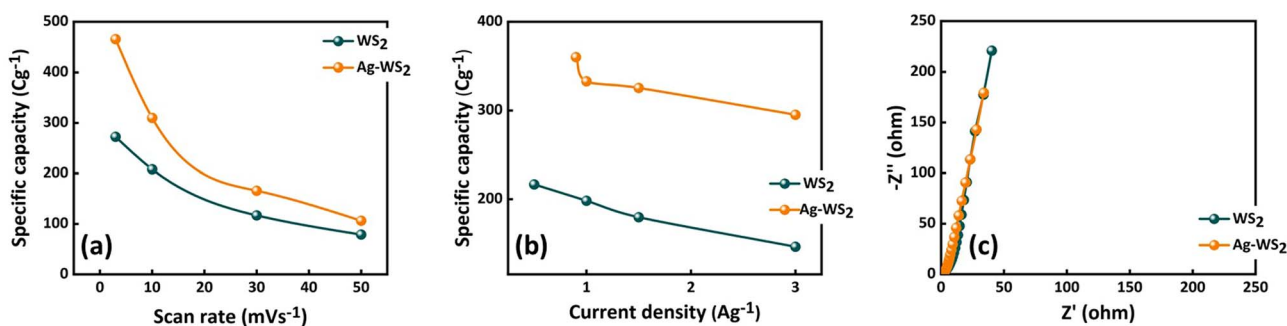 500
400
300
200
100
0
Specific capacity (Cg⁻¹)
WS₂
Ag-WS₂
(a)
0 10 20 30 40 50
Scan rate (mVs⁻¹)
400
300
200
Specific capacity (Cg⁻¹)
WS₂
Ag-WS₂
(b)
1 2 3
Current density (Ag⁻¹)
250
200
150
100
50
0
-Z'' (ohm)
WS₂
Ag-WS₂
(c)
0 50 100 150 200 250
Z' (ohm)